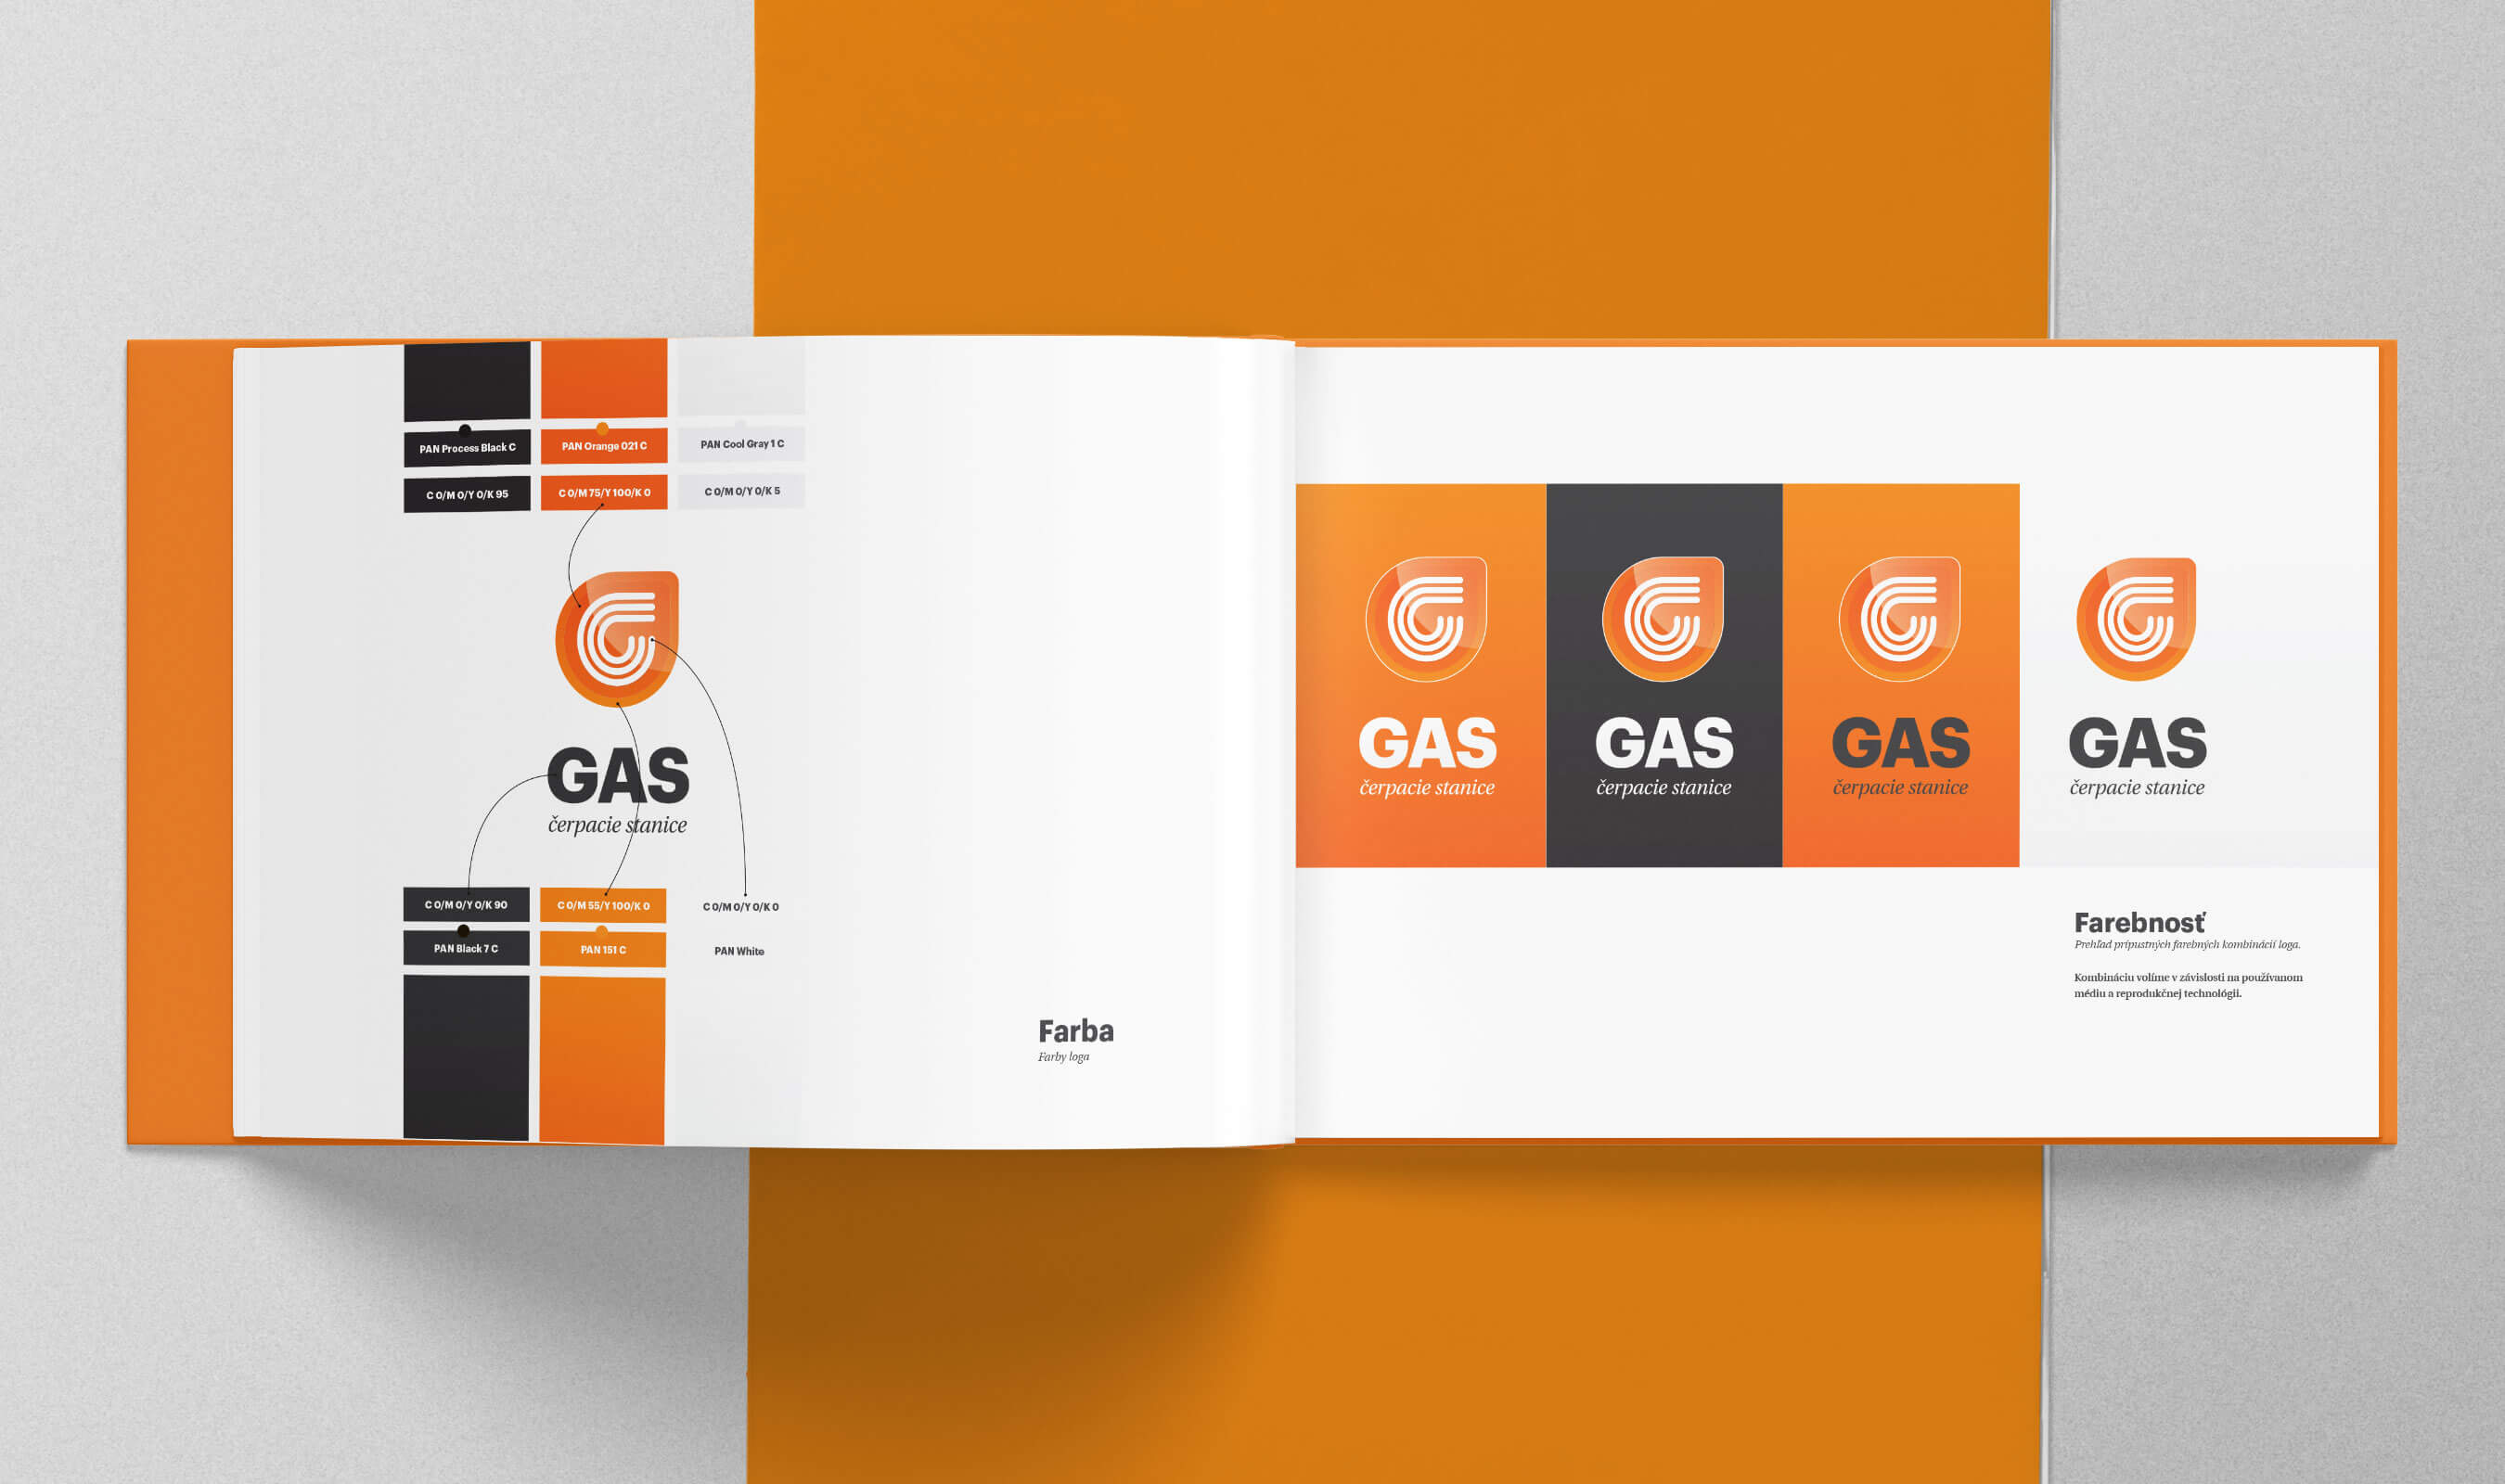 PAN Process Black C
PAN Orange 021 C
PAN Cool Gray 1 C
C 0/M 0/Y 0/K 95
C 0/M 75/Y 100/K 0
C 0/M 0/Y 0/K 5
GAS
čerpacie stanice
C 0/M 0/Y 0/K 90
C 0/M 55/Y 100/K 0
C 0/M 0/Y 0/K 0
PAN Black 7 C
PAN 151 C
PAN White
Farba
Farby loga
GAS
čerpacie stanice
GAS
čerpacie stanice
GAS
čerpacie stanice
GAS
čerpacie stanice
Farebnosť
Prehľad prípustných farebných kombinácií loga.
Kombináciu volíme v závislosti na používanom
médiu a reprodukčnej technológii.